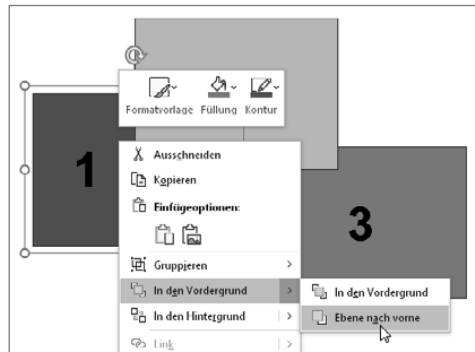 Formatvorlage Füllung Kontur
1
Ausschneiden
Kopieren
Einfügeoptionen:
3
Gruppieren
In den Vordergrund
In den Vordergrund
In den Hintergrund
Ebene nach vorne
Link